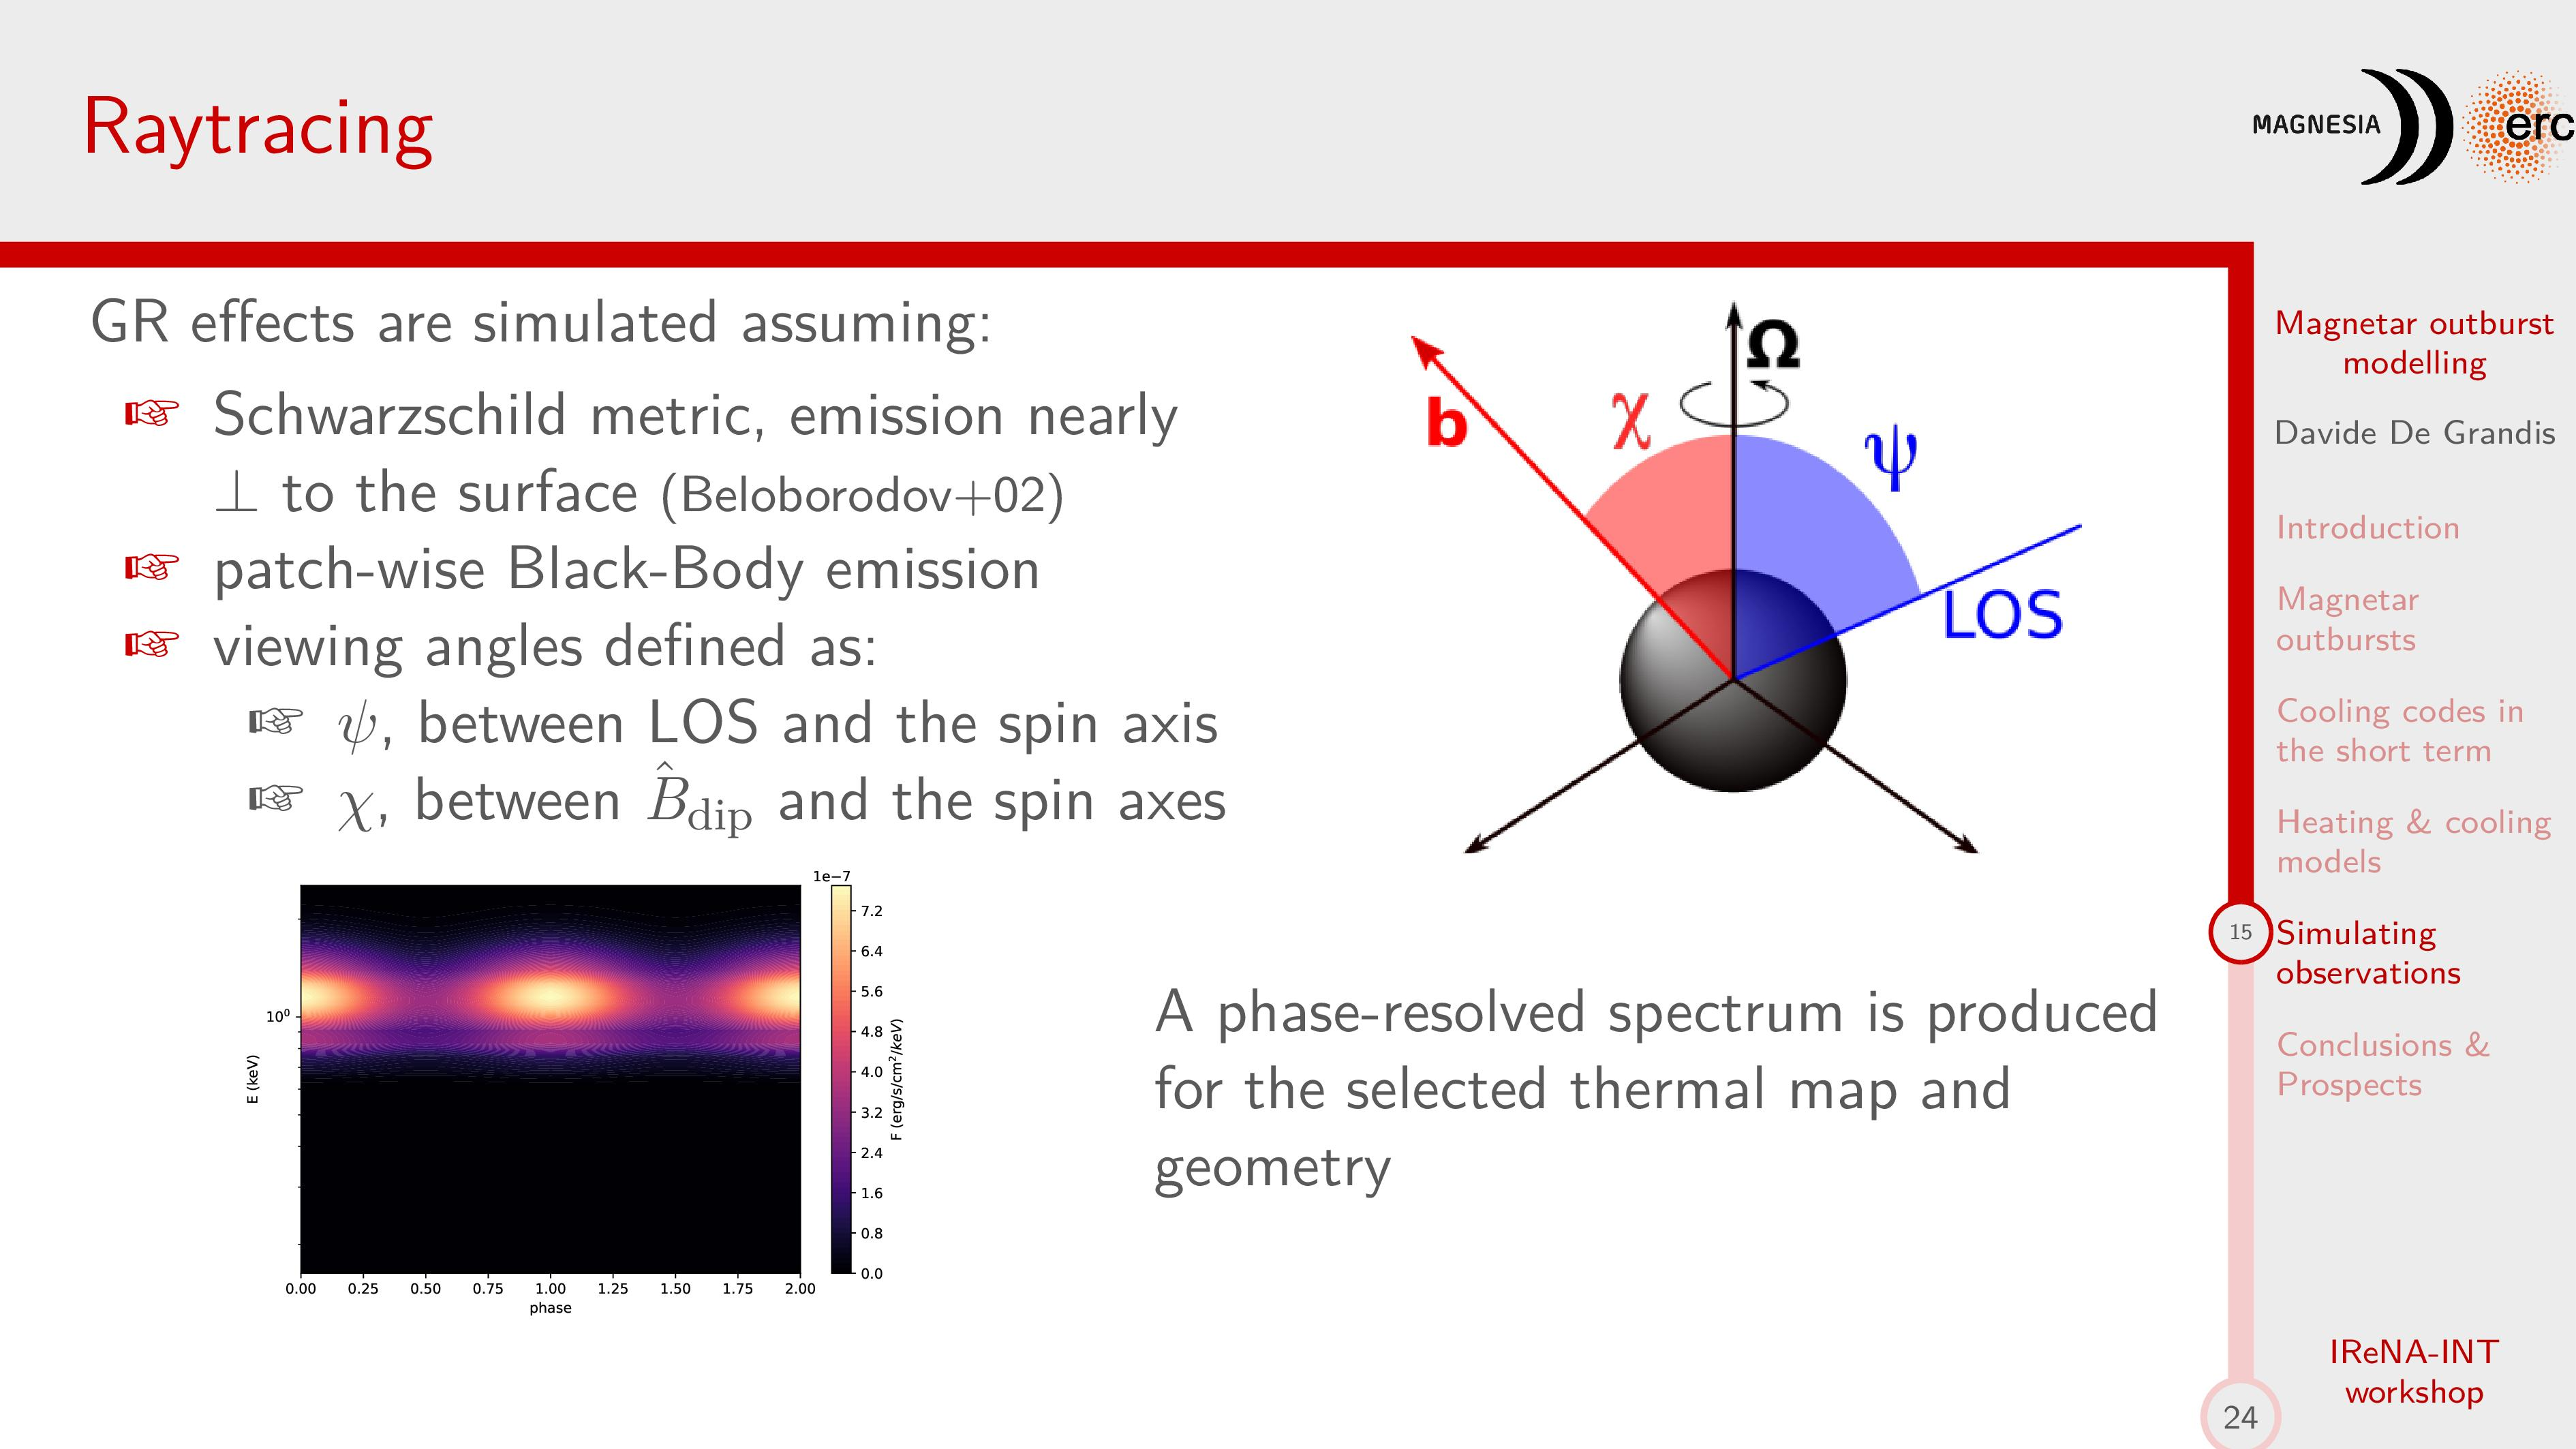 Raytracing
MAGNESIA
erc
GR effects are simulated assuming:
☞ Schwarzschild metric, emission nearly
⊥ to the surface (Beloborodov+02)
☞ patch-wise Black-Body emission
☞ viewing angles defined as:
☞ ψ, between LOS and the spin axis
☞ χ, between B̂_dip and the spin axes
Ω
b
χ
ψ
LOS
1e−7
7.2
6.4
5.6
4.8
4.0
3.2
2.4
1.6
0.8
0.0
F (erg/s/cm²/keV)
10⁰
E (keV)
0.00 0.25 0.50 0.75 1.00 1.25 1.50 1.75 2.00
phase
A phase-resolved spectrum is produced
for the selected thermal map and
geometry
Magnetar outburst
modelling
Davide De Grandis
Introduction
Magnetar
outbursts
Cooling codes in
the short term
Heating & cooling
models
15
Simulating
observations
Conclusions &
Prospects
IReNA-INT
workshop
24